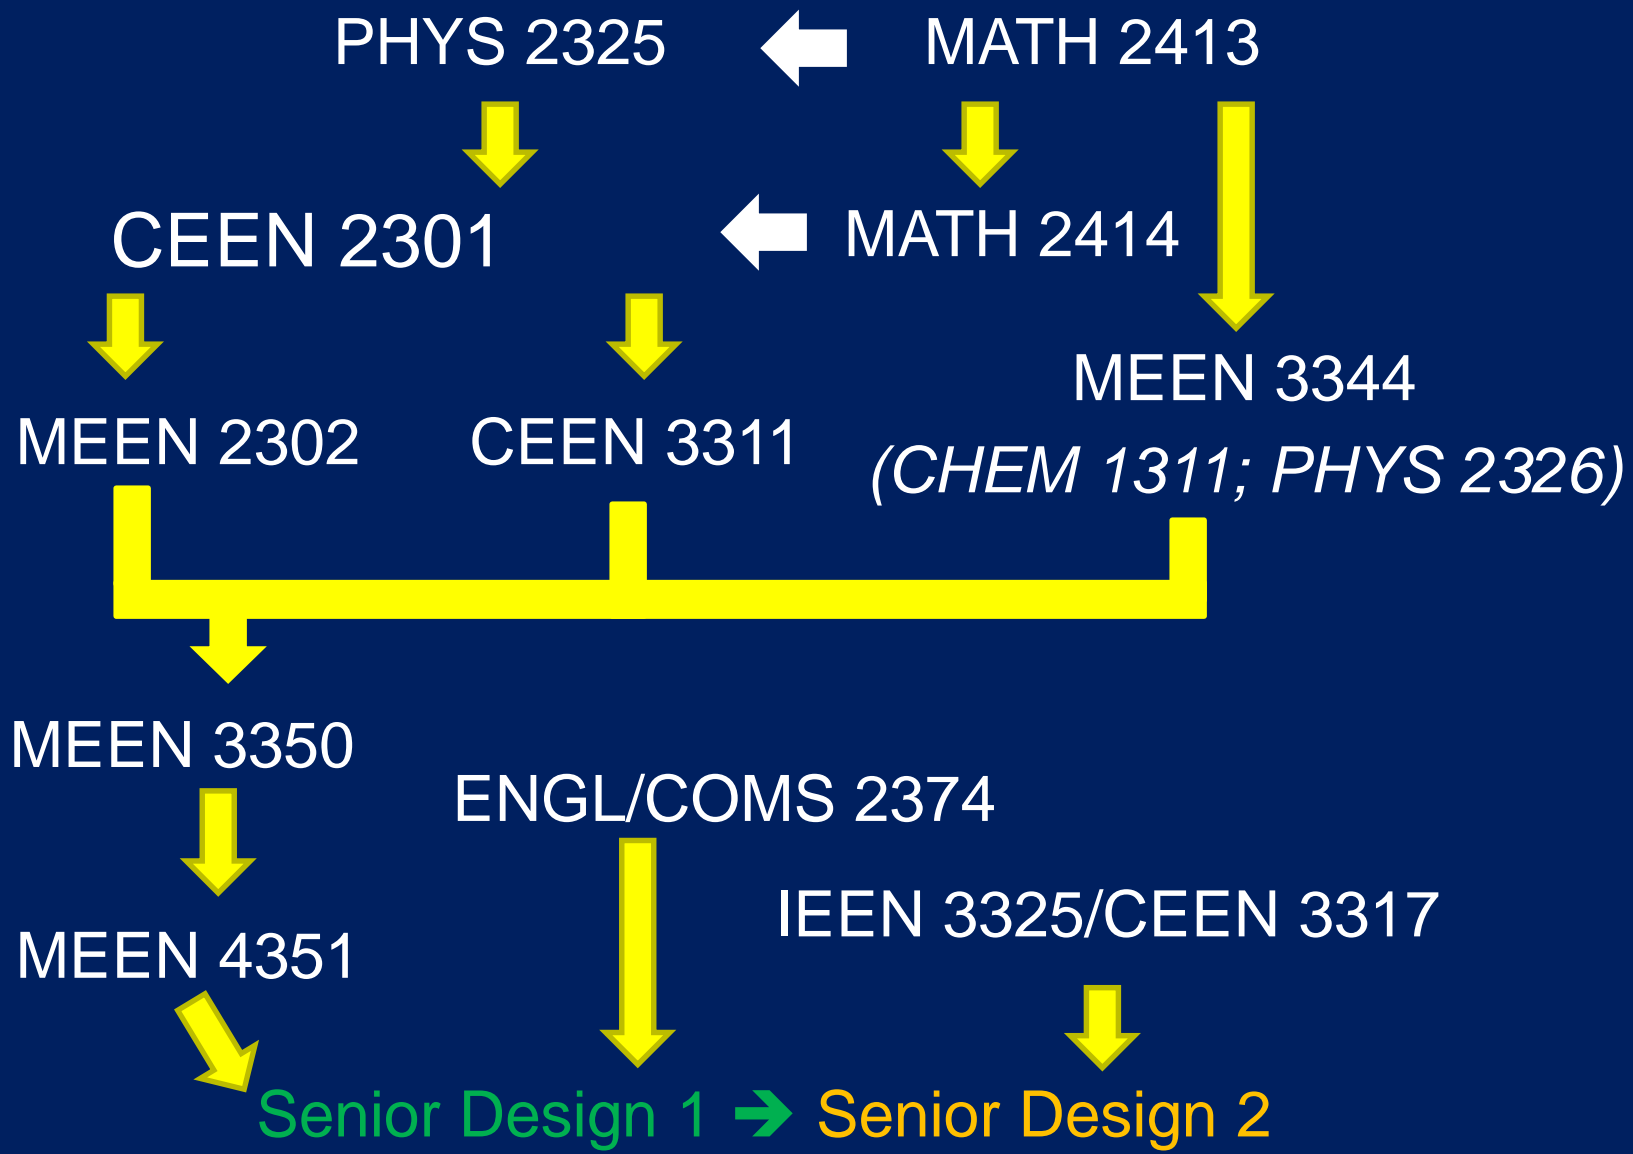 PHYS 2325 MATH 2413
CEEN 2301 MATH 2414
MEEN 3344
MEEN 2302 CEEN 3311 (CHEM 1311; PHYS 2326)
MEEN 3350
ENGL/COMS 2374
IEEN 3325/CEEN 3317
MEEN 4351
Senior Design 1 ➔ Senior Design 2